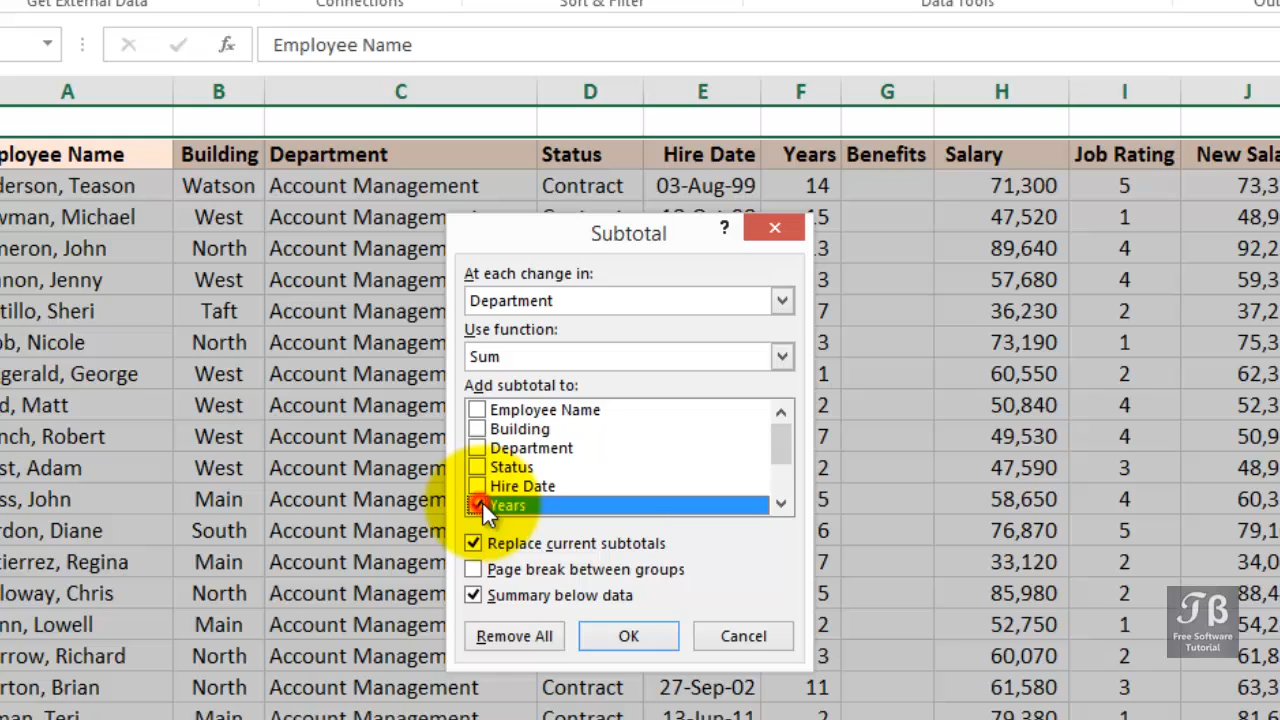 Get External Data Connections Sort & Filter Data Tools
fx Employee Name
A B C D E F G H I J
ployee Name Building Department Status Hire Date Years Benefits Salary Job Rating New Sala
derson, Teason Watson Account Management Contract 03-Aug-99 14 71,300 5 73,3
wman, Michael West Account Managem 5 47,520 1 48,9
meron, John North Account Managem 3 89,640 4 92,2
nnon, Jenny West Account Managem 3 57,680 4 59,3
tillo, Sheri Taft Account Managem 7 36,230 2 37,2
bb, Nicole North Account Managem 3 73,190 1 75,3
gerald, George West Account Managem 1 60,550 2 62,3
d, Matt West Account Managem 2 50,840 4 52,3
nch, Robert West Account Managem 7 49,530 4 50,9
st, Adam West Account Managem 2 47,590 3 48,9
ss, John Main Account Managem 5 58,650 4 60,3
rdon, Diane South Account Managem 6 76,870 5 79,1
tierrez, Regina Main Account Managem 7 33,120 2 34,0
loway, Chris North Account Managem 5 85,980 2 88,4
nn, Lowell Main Account Managem 2 52,750 1 54,2
rrow, Richard North Account Managem 3 60,070 2 61,8
rton, Brian North Account Management Contract 27-Sep-02 11 61,580 3 63,4
man, Teri Main Account Management Contract 13-Jun-11 2 79,380 1 81,6
Subtotal ?
At each change in:
Department
Use function:
Sum
Add subtotal to:
Employee Name
Building
Department
Status
Hire Date
Years
Replace current subtotals
Page break between groups
Summary below data
Remove All OK Cancel
TB
Free Software
Tutorial